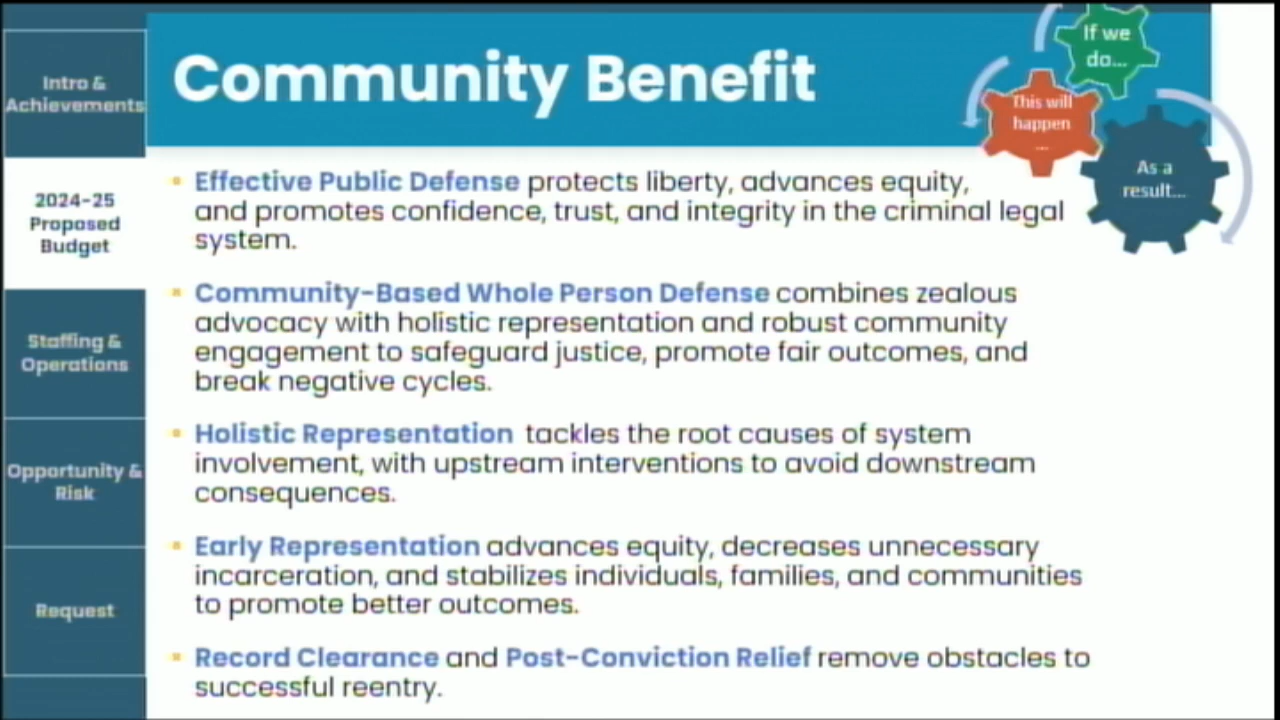 Intro &
Achievements
2024-25
Proposed
Budget
Staffing &
Operations
Opportunity &
Risk
Request
Community Benefit
If we
do...
This will
happen
...
As a
result...
Effective Public Defense protects liberty, advances equity,
and promotes confidence, trust, and integrity in the criminal legal
system.
Community-Based Whole Person Defense combines zealous
advocacy with holistic representation and robust community
engagement to safeguard justice, promote fair outcomes, and
break negative cycles.
Holistic Representation tackles the root causes of system
involvement, with upstream interventions to avoid downstream
consequences.
Early Representation advances equity, decreases unnecessary
incarceration, and stabilizes individuals, families, and communities
to promote better outcomes.
Record Clearance and Post-Conviction Relief remove obstacles to
successful reentry.